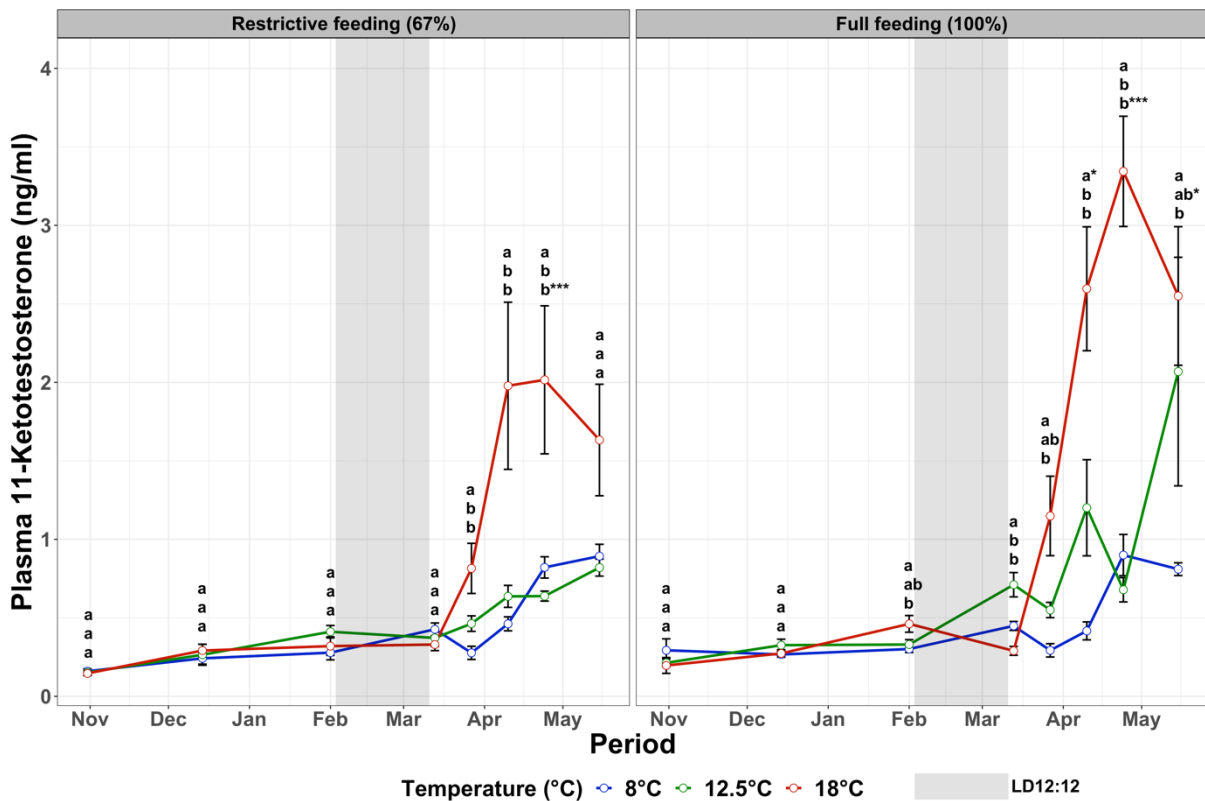 Restrictive feeding (67%)
Full feeding (100%)
Plasma 11-Ketotestosterone (ng/ml)
4
3
2
1
0
a
a
a
a
a
a
a
a
a
a
a
a
a
b
b
a
b
b
a
b
b***
a
a
a
a
a
a
a
a
a
a
ab
b
a
b
b
a
ab
b
a*
b
b
a
b
b***
a
ab*
b
Nov Dec Jan Feb Mar Apr May
Nov Dec Jan Feb Mar Apr May
Period
Temperature (°C) 8°C 12.5°C 18°C LD12:12